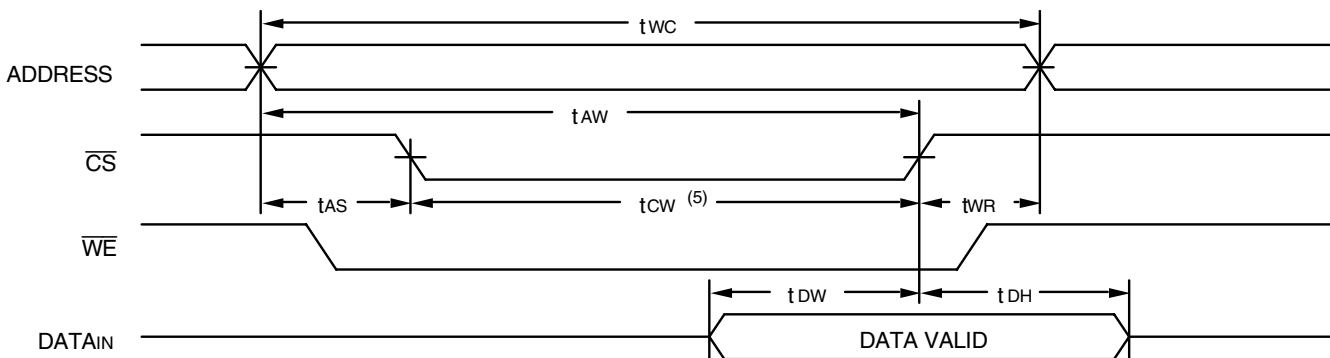 tWC
ADDRESS
tAW
CS
tAS
tCW (5)
tWR
WE
tDW
tDH
DATAIN
DATA VALID